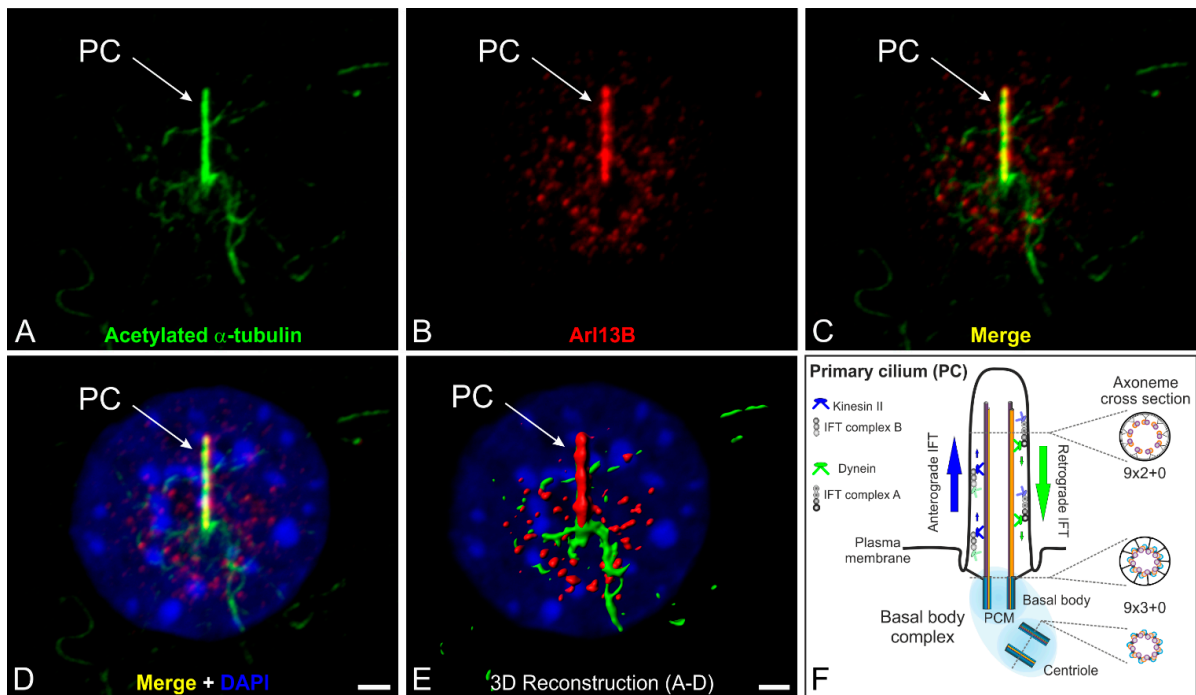 PC
A
Acetylated α-tubulin
PC
B
Arl13B
PC
C
Merge
PC
D
Merge + DAPI
PC
E
3D Reconstruction (A-D)
Primary cilium (PC)
Kinesin II
IFT complex B
Dynein
IFT complex A
Anterograde IFT
Retrograde IFT
Axoneme
cross section
9x2+0
Plasma
membrane
Basal body
PCM
9x3+0
Basal body
complex
Centriole
F